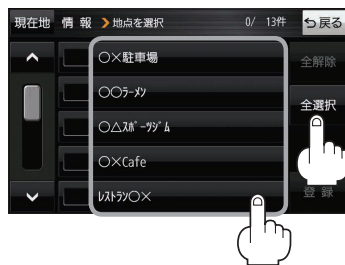 現在地 情 報 地点を選択 0/ 13件 戻る
○×駐車場
全解除
○○ﾗｰﾒﾝ
全選択
○△ｽﾎﾟｰﾂｼﾞﾑ
○×Cafe
ﾚｽﾄﾗﾝ○×
登 録